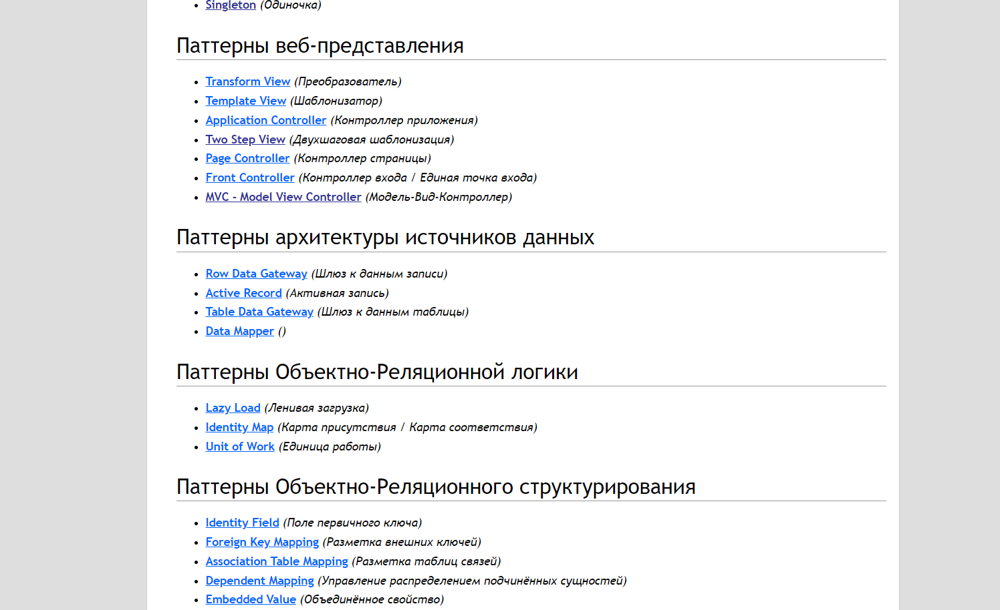 Singleton (Одиночка)
Паттерны веб-представления
Transform View (Преобразователь)
Template View (Шаблонизатор)
Application Controller (Контроллер приложения)
Two Step View (Двухшаговая шаблонизация)
Page Controller (Контроллер страницы)
Front Controller (Контроллер входа / Единая точка входа)
MVC - Model View Controller (Модель-Вид-Контроллер)
Паттерны архитектуры источников данных
Row Data Gateway (Шлюз к данным записи)
Active Record (Активная запись)
Table Data Gateway (Шлюз к данным таблицы)
Data Mapper ()
Паттерны Объектно-Реляционной логики
Lazy Load (Ленивая загрузка)
Identity Map (Карта присутствия / Карта соответствия)
Unit of Work (Единица работы)
Паттерны Объектно-Реляционного структурирования
Identity Field (Поле первичного ключа)
Foreign Key Mapping (Разметка внешних ключей)
Association Table Mapping (Разметка таблиц связей)
Dependent Mapping (Управление распределением подчинённых сущностей)
Embedded Value (Объединённое свойство)